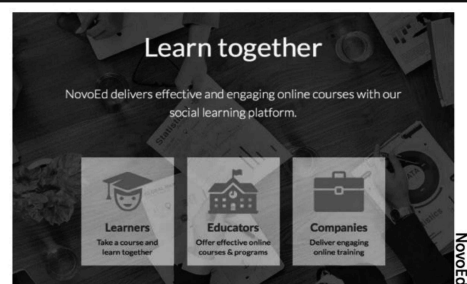 Learn together
NovoEd delivers effective and engaging online courses with our
social learning platform.
Learners
Take a course and
learn together
Educators
Offer effective online
courses & programs
Companies
Deliver engaging
online training
NovoEd